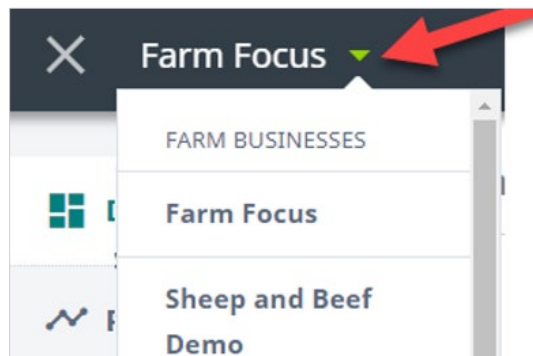 Farm Focus
FARM BUSINESSES
Farm Focus
Sheep and Beef
Demo